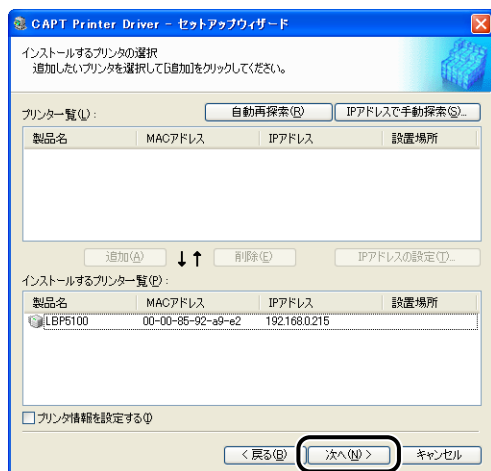 CAPT Printer Driver - セットアップウィザード
インストールするプリンタの選択
追加したいプリンタを選択して[追加]をクリックしてください。
プリンター覧(L): 自動再探索(R) IPアドレスで手動探索(S)...
製品名 MACアドレス IPアドレス 設置場所
追加(A) ↓↑ 削除(E) IPアドレスの設定(T)...
インストールするプリンター覧(P):
製品名 MACアドレス IPアドレス 設置場所
LBP5100 00-00-85-92-a9-e2 192.168.0.215
プリンタ情報を設定する(I)
< 戻る(B) 次へ(N) > キャンセル